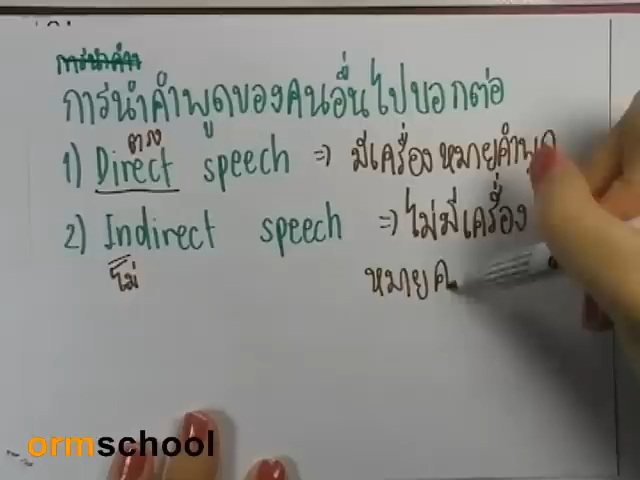 การนำคำพูดของคนอื่นไปบอกต่อ
ตรง
1) Direct speech => มีเครื่องหมายคำพูด
2) Indirect speech => ไม่มีเครื่อง
ไม่
หมายค
ormschool